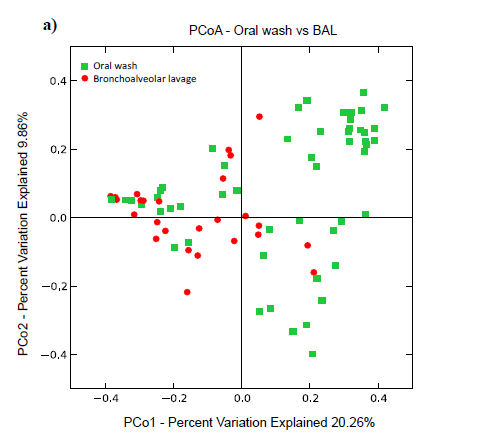 a)
PCoA - Oral wash vs BAL
Oral wash
Bronchoalveolar lavage
PCo2 - Percent Variation Explained 9.86%
0.4
0,2
0.0
−0,2
−0.4
−0.4
−0.2
0.0
0.2
0.4
PCo1 - Percent Variation Explained 20.26%